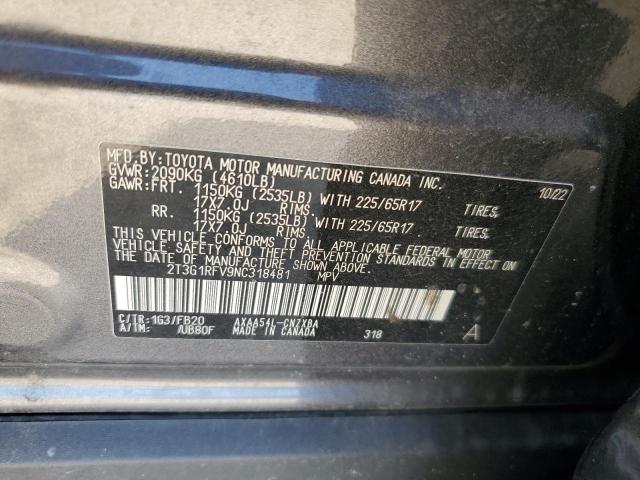 MFD.BY:TOYOTA MOTOR MANUFACTURING CANADA INC.
GVWR:2090KG (4610LB) 10/22
GAWR:FRT. 1150KG (2535LB) WITH 225/65R17 TIRES,
17X7.0J RIMS.
RR. 1150KG (2535LB) WITH 225/65R17 TIRES,
17X7.0J RIMS.
THIS VEHICLE CONFORMS TO ALL APPLICABLE FEDERAL MOTOR
VEHICLE SAFETY AND THEFT PREVENTION STANDARDS IN EFFECT ON
THE DATE OF MANUFACTURE SHOWN ABOVE.
2T3G1RFV9NC318481 MPV
C/TR:1G3/FB20 AXAA54L-CNZXBA
A/TM: /UB80F MADE IN CANADA 318 A